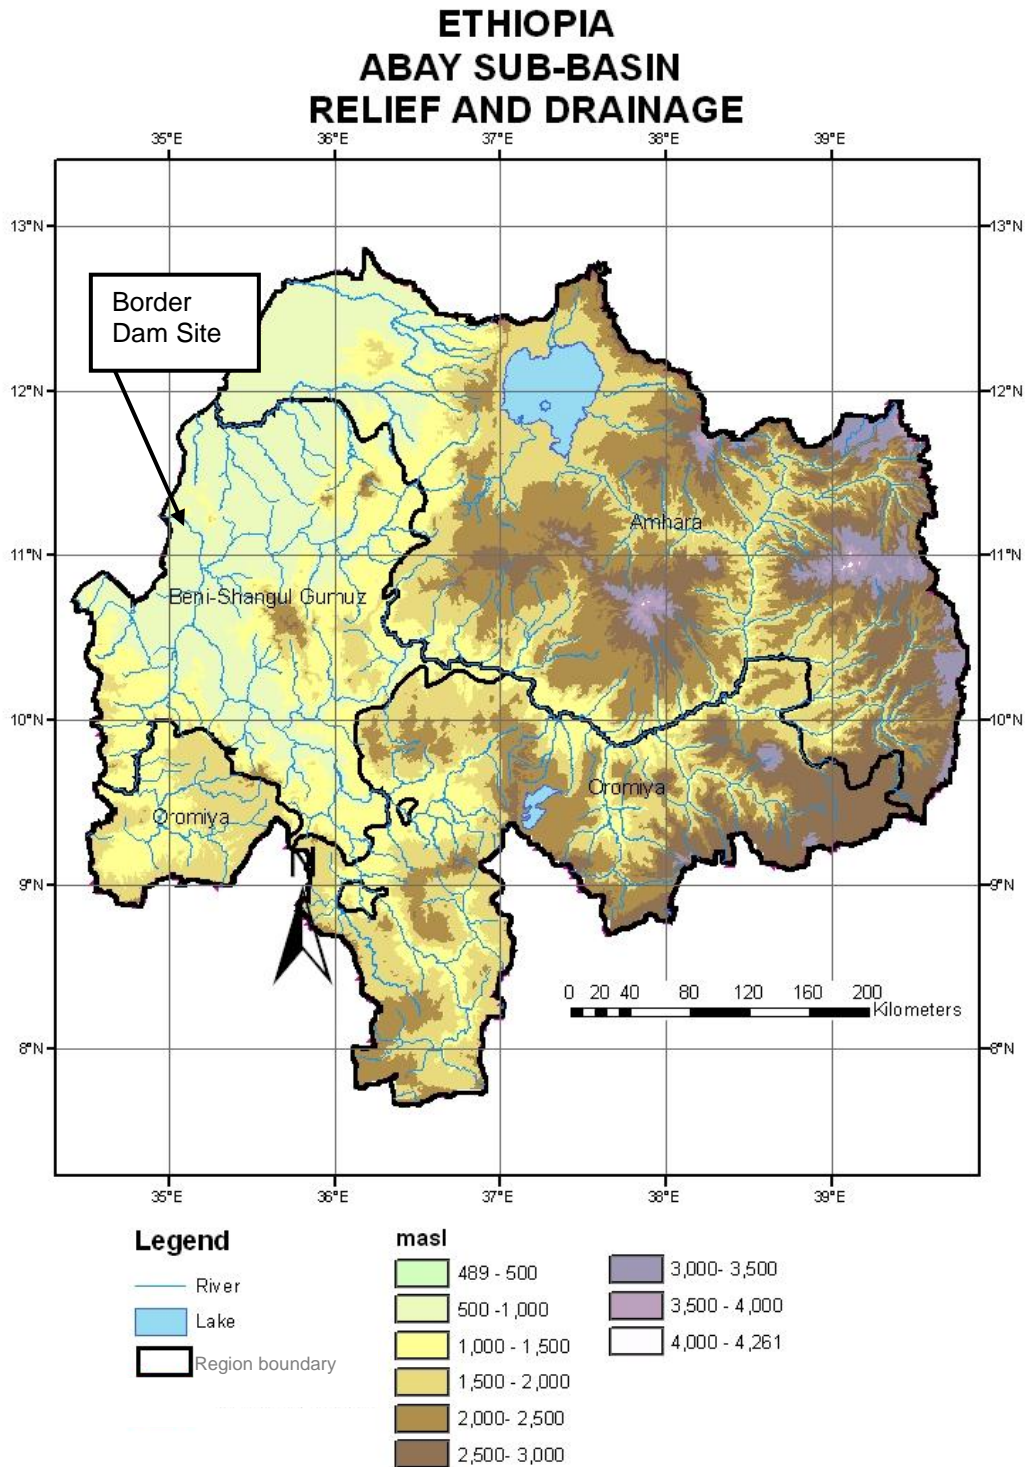 ETHIOPIA
ABAY SUB-BASIN
RELIEF AND DRAINAGE
35°E 36°E 37°E 38°E 39°E
13°N 13°N
Border
Dam Site
12°N 12°N
Amhara
11°N 11°N
Beni-Shangul Gumuz
10°N 10°N
Oromiya
Oromiya
N
9°N 9°N
0 20 40 80 120 160 200
Kilometers
8°N 8°N
35°E 36°E 37°E 38°E 39°E
Legend
River
Lake
Region boundary
masl
489 - 500
500 -1,000
1,000 - 1,500
1,500 - 2,000
2,000- 2,500
2,500- 3,000
3,000- 3,500
3,500 - 4,000
4,000 - 4,261